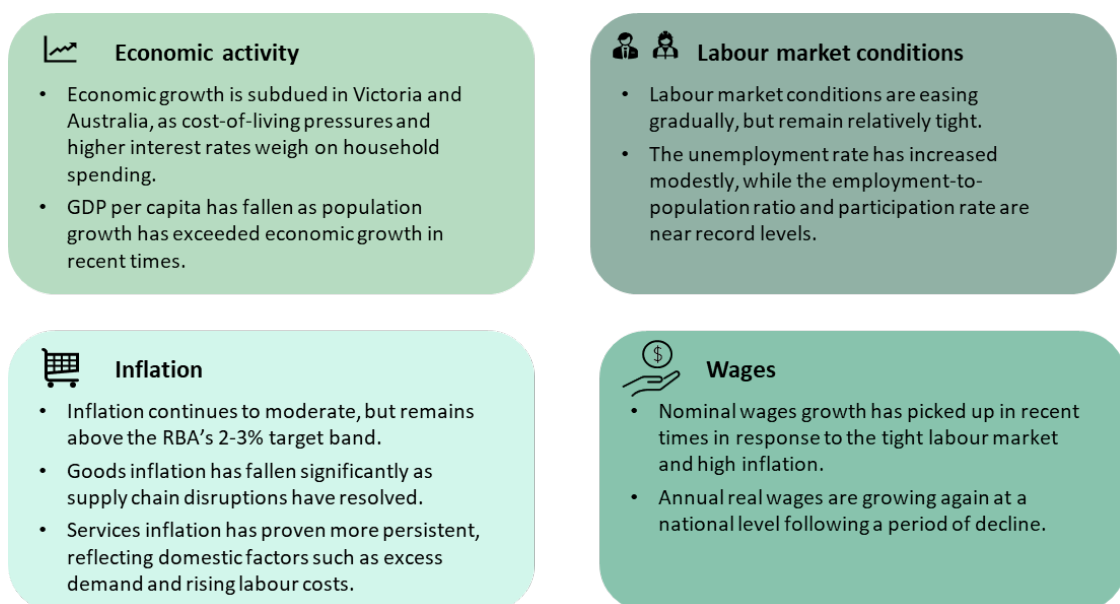 Economic activity
• Economic growth is subdued in Victoria and
Australia, as cost-of-living pressures and
higher interest rates weigh on household
spending.
• GDP per capita has fallen as population
growth has exceeded economic growth in
recent times.
Labour market conditions
• Labour market conditions are easing
gradually, but remain relatively tight.
• The unemployment rate has increased
modestly, while the employment-to-
population ratio and participation rate are
near record levels.
Inflation
• Inflation continues to moderate, but remains
above the RBA’s 2-3% target band.
• Goods inflation has fallen significantly as
supply chain disruptions have resolved.
• Services inflation has proven more persistent,
reflecting domestic factors such as excess
demand and rising labour costs.
$
Wages
• Nominal wages growth has picked up in recent
times in response to the tight labour market
and high inflation.
• Annual real wages are growing again at a
national level following a period of decline.